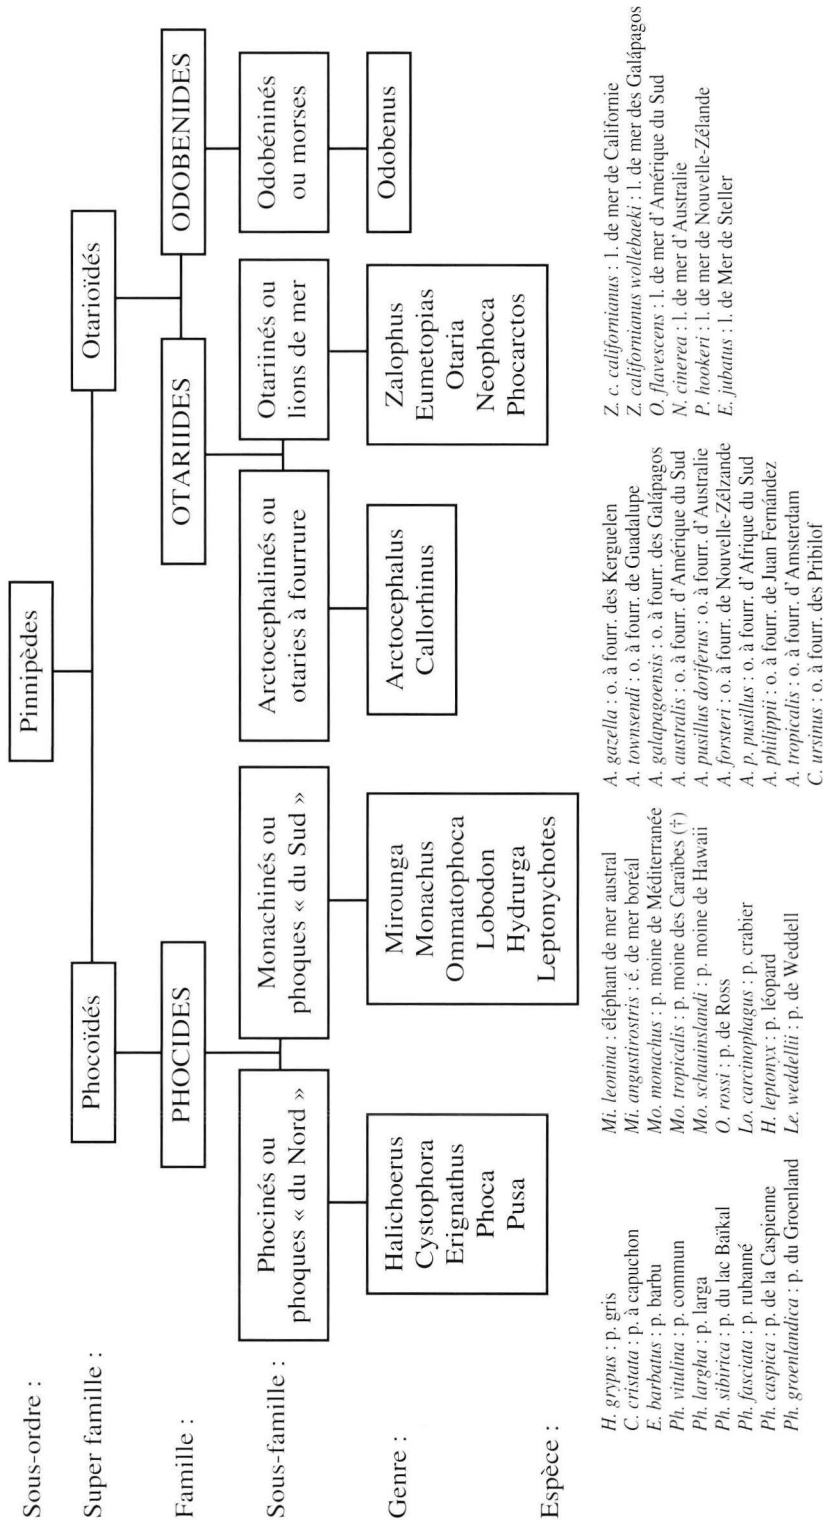 Sous-ordre :
Pinnipèdes
Super famille :
Phocoïdés
Otarioïdés
Famille :
PHOCIDES
OTARIIDES
ODOBENIDES
Sous-famille :
Phocinés ou
phoques « du Nord »
Monachinés ou
phoques « du Sud »
Arctocephalinés ou
otaries à fourrure
Otariinés ou
lions de mer
Odobéninés
ou morses
Genre :
Halichoerus
Cystophora
Erignathus
Phoca
Pusa
Mirounga
Monachus
Ommatophoca
Lobodon
Hydrurga
Leptonychotes
Arctocephalus
Callorhinus
Zalophus
Eumetopias
Otaria
Neophoca
Phocarctos
Odobenus
Espèce :
H. grypus : p. gris
C. cristata : p. à capuchon
E. barbatus : p. barbu
Ph. vitulina : p. commun
Ph. largha : p. larga
Ph. sibirica : p. du lac Baïkal
Ph. fasciata : p. rubanné
Ph. caspica : p. de la Caspienne
Ph. groenlandica : p. du Groenland
Mi. leonina : éléphant de mer austral
Mi. angustirostris : é. de mer boréal
Mo. monachus : p. moine de Méditerranée
Mo. tropicalis : p. moine des Caraïbes (†)
Mo. schauinslandi : p. moine de Hawaii
O. rossi : p. de Ross
Lo. carcinophagus : p. crabier
H. leptonyx : p. léopard
Le. weddellii : p. de Weddell
A. gazella : o. à fourr. des Kerguelen
A. townsendi : o. à fourr. de Guadalupe
A. galapagoensis : o. à fourr. des Galápagos
A. australis : o. à fourr. d'Amérique du Sud
A. pusillus doriferus : o. à fourr. d'Australie
A. forsteri : o. à fourr. de Nouvelle-Zélzande
A. p. pusillus : o. à fourr. d'Afrique du Sud
A. philippii : o. à fourr. de Juan Fernández
A. tropicalis : o. à fourr. d'Amsterdam
C. ursinus : o. à fourr. des Pribilof
Z. c. californianus : l. de mer de Californie
Z. californianus wollebaeki : l. de mer des Galápagos
O. flavescens : l. de mer d'Amérique du Sud
N. cinerea : l. de mer d'Australie
P. hookeri : l. de mer de Nouvelle-Zélande
E. jubatus : l. de Mer de Steller